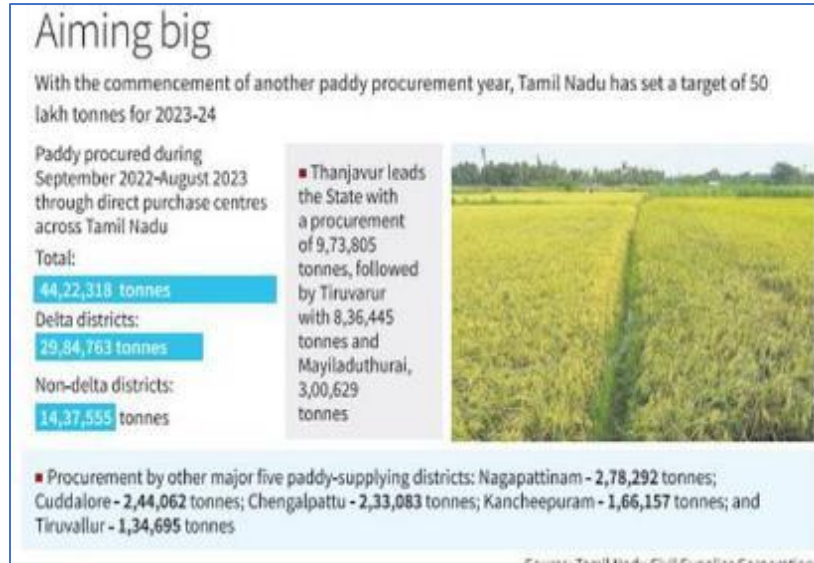 Aiming big
With the commencement of another paddy procurement year, Tamil Nadu has set a target of 50
lakh tonnes for 2023-24
Paddy procured during
September 2022-August 2023
through direct purchase centres
across Tamil Nadu
Total:
44,22,318 tonnes
Delta districts:
29,84,763 tonnes
Non-delta districts:
14,37,555 tonnes
■ Thanjavur leads
the State with
a procurement
of 9,73,805
tonnes, followed
by Tiruvarur
with 8,36,445
tonnes and
Mayiladuthurai,
3,00,629
tonnes
■ Procurement by other major five paddy-supplying districts: Nagapattinam - 2,78,292 tonnes;
Cuddalore - 2,44,062 tonnes; Chengalpattu - 2,33,083 tonnes; Kancheepuram - 1,66,157 tonnes; and
Tiruvallur - 1,34,695 tonnes